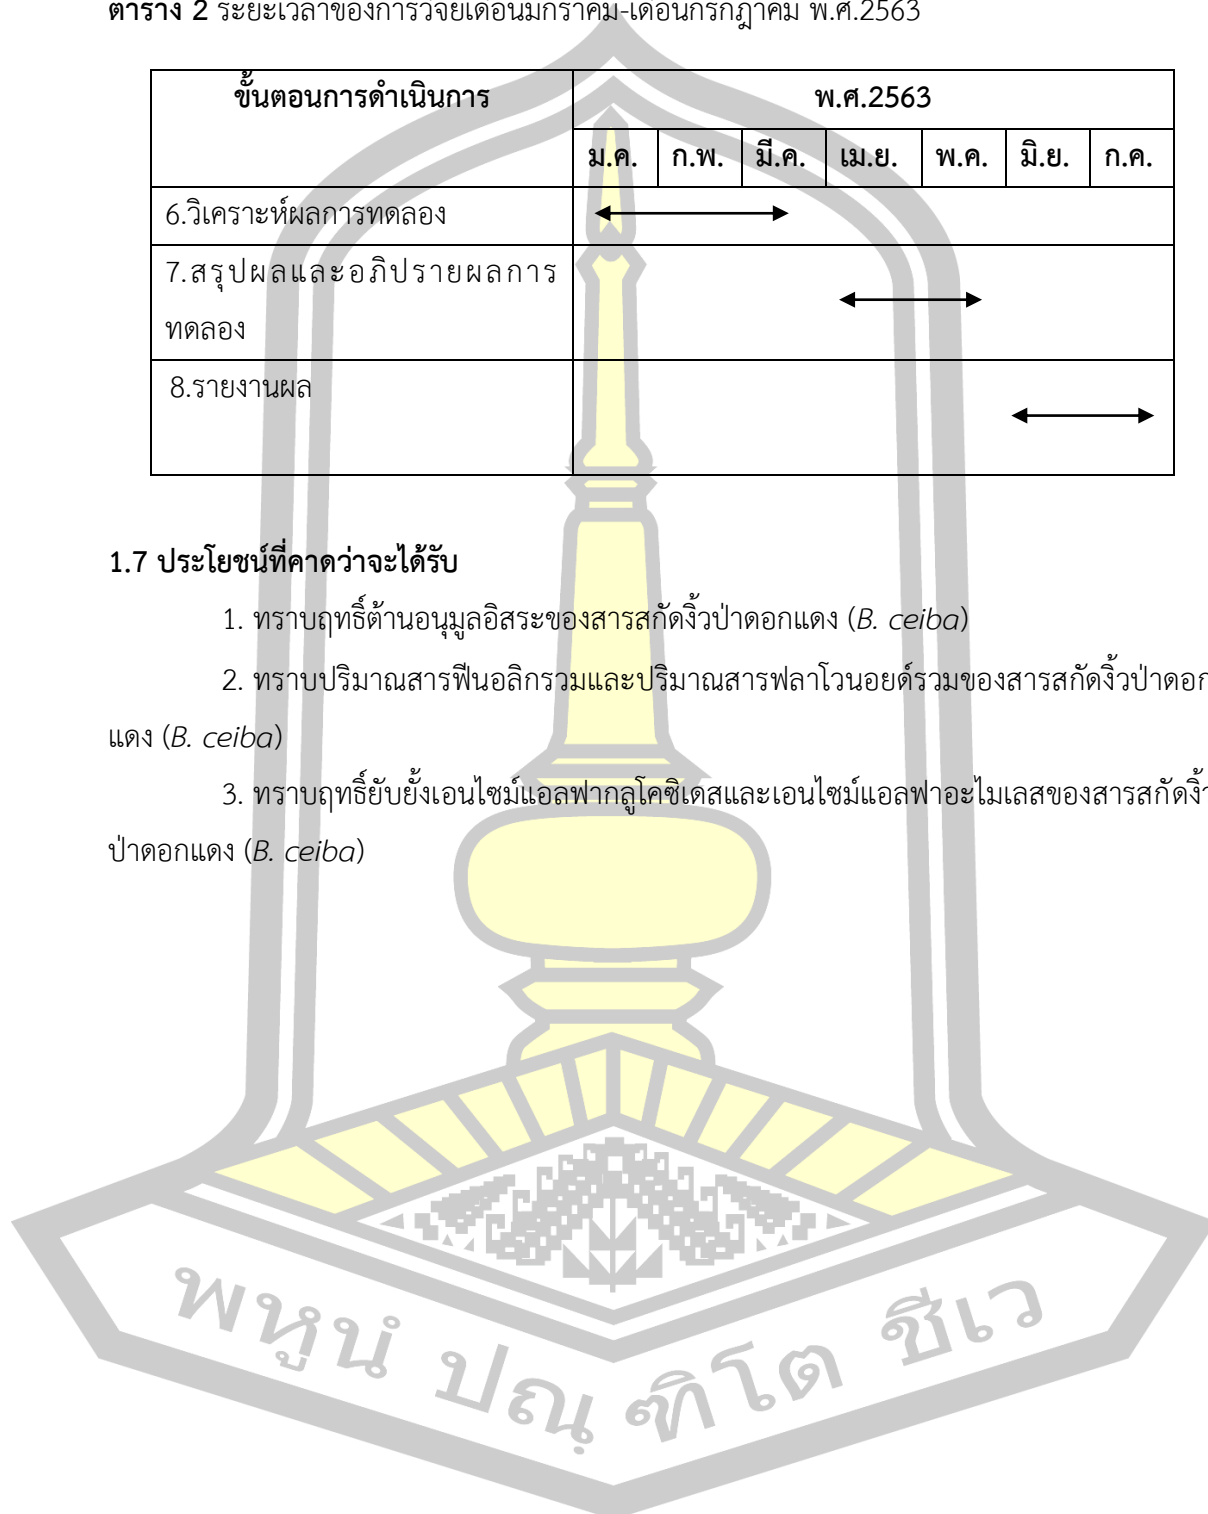 ตาราง 2 ระยะเวลาของการวิจัยเดือนมกราคม-เดือนกรกฎาคม พ.ศ.2563
ขั้นตอนการดำเนินการ พ.ศ.2563
ม.ค. ก.พ. มี.ค. เม.ย. พ.ค. มิ.ย. ก.ค.
6.วิเคราะห์ผลการทดลอง
7.สรุปผลและอภิปรายผลการ
ทดลอง
8.รายงานผล
1.7 ประโยชน์ที่คาดว่าจะได้รับ
1. ทราบฤทธิ์ต้านอนุมูลอิสระของสารสกัดงิ้วป่าดอกแดง (B. ceiba)
2. ทราบปริมาณสารฟีนอลิกรวมและปริมาณสารฟลาโวนอยด์รวมของสารสกัดงิ้วป่าดอก
แดง (B. ceiba)
3. ทราบฤทธิ์ยับยั้งเอนไซม์แอลฟากลูโคซิเดสและเอนไซม์แอลฟาอะไมเลสของสารสกัดงิ้ว
ป่าดอกแดง (B. ceiba)
พหูนํ ปณฺฑิโต ชีเว